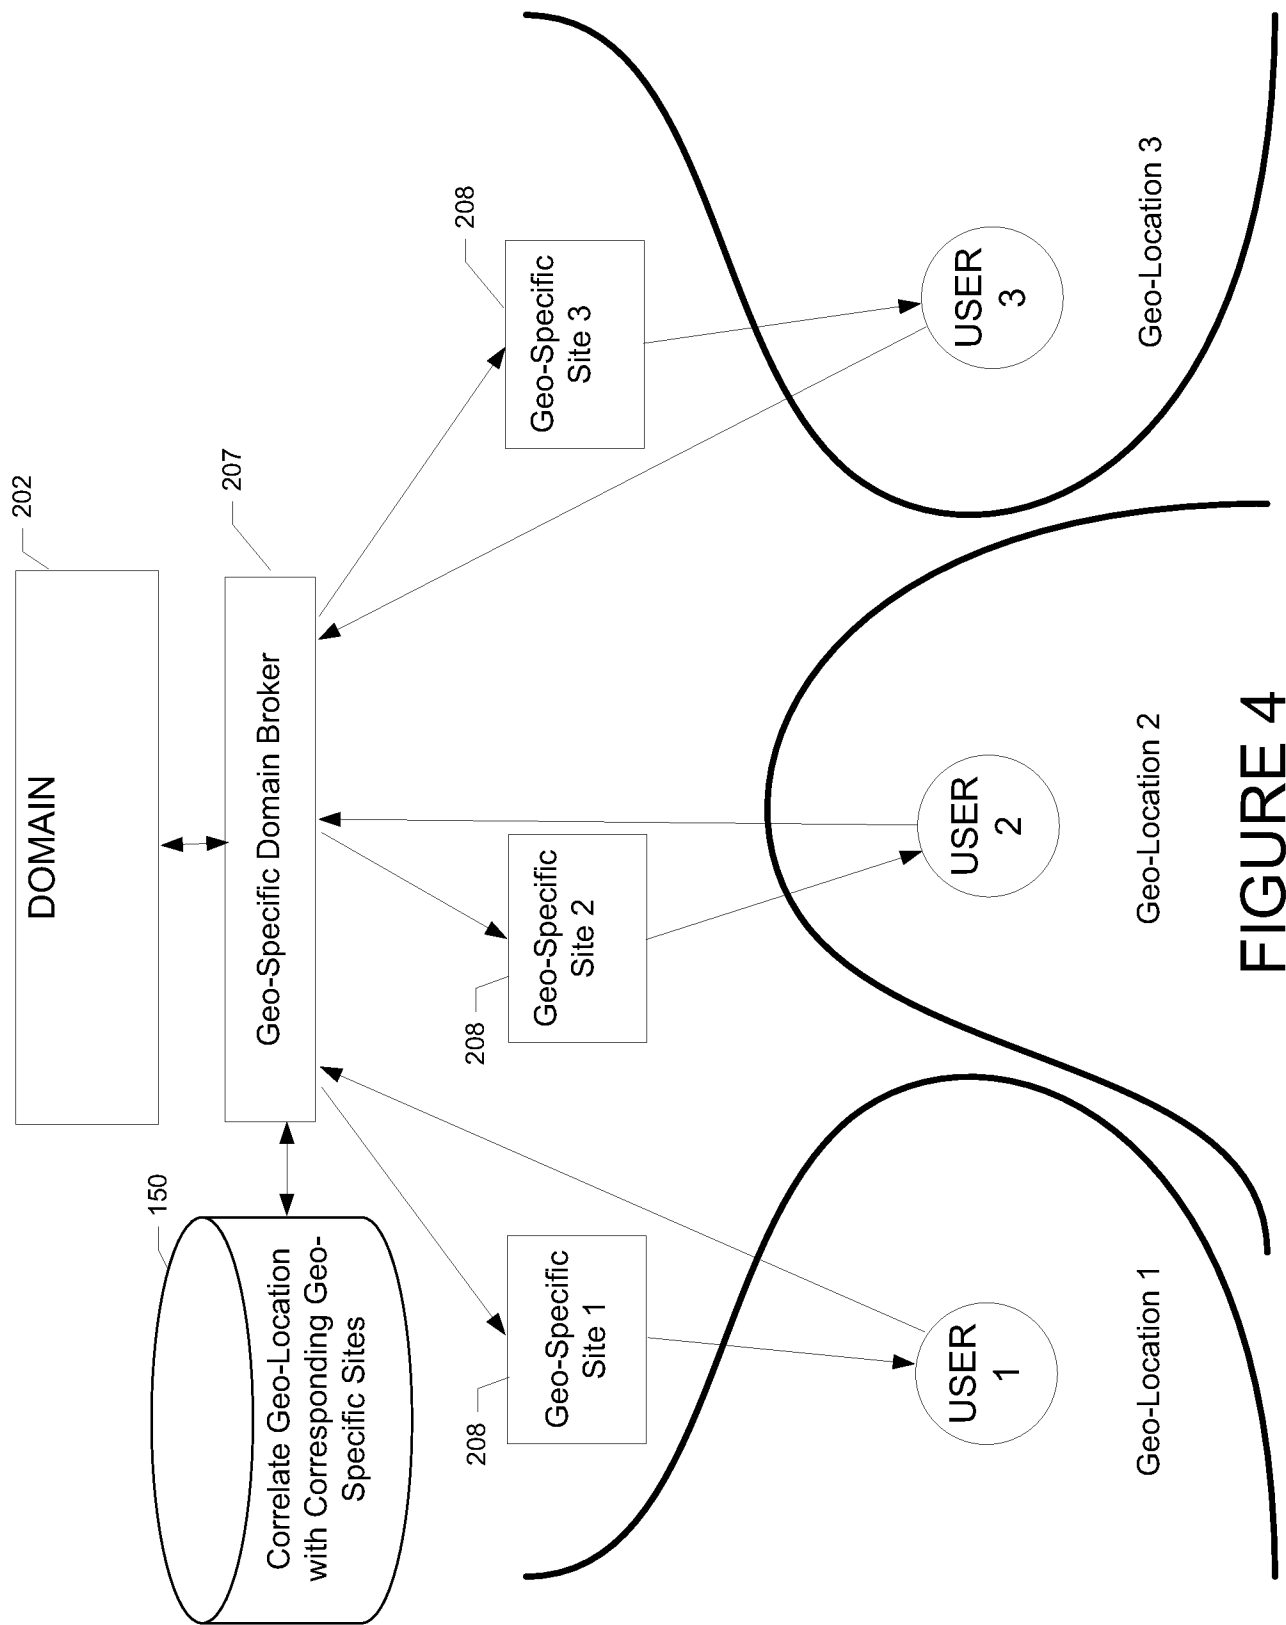 202
DOMAIN
207
Geo-Specific Domain Broker
150
Correlate Geo-Location
with Corresponding Geo-
Specific Sites
208
Geo-Specific
Site 1
208
Geo-Specific
Site 2
208
Geo-Specific
Site 3
USER
1
USER
2
USER
3
Geo-Location 1
Geo-Location 2
Geo-Location 3
FIGURE 4